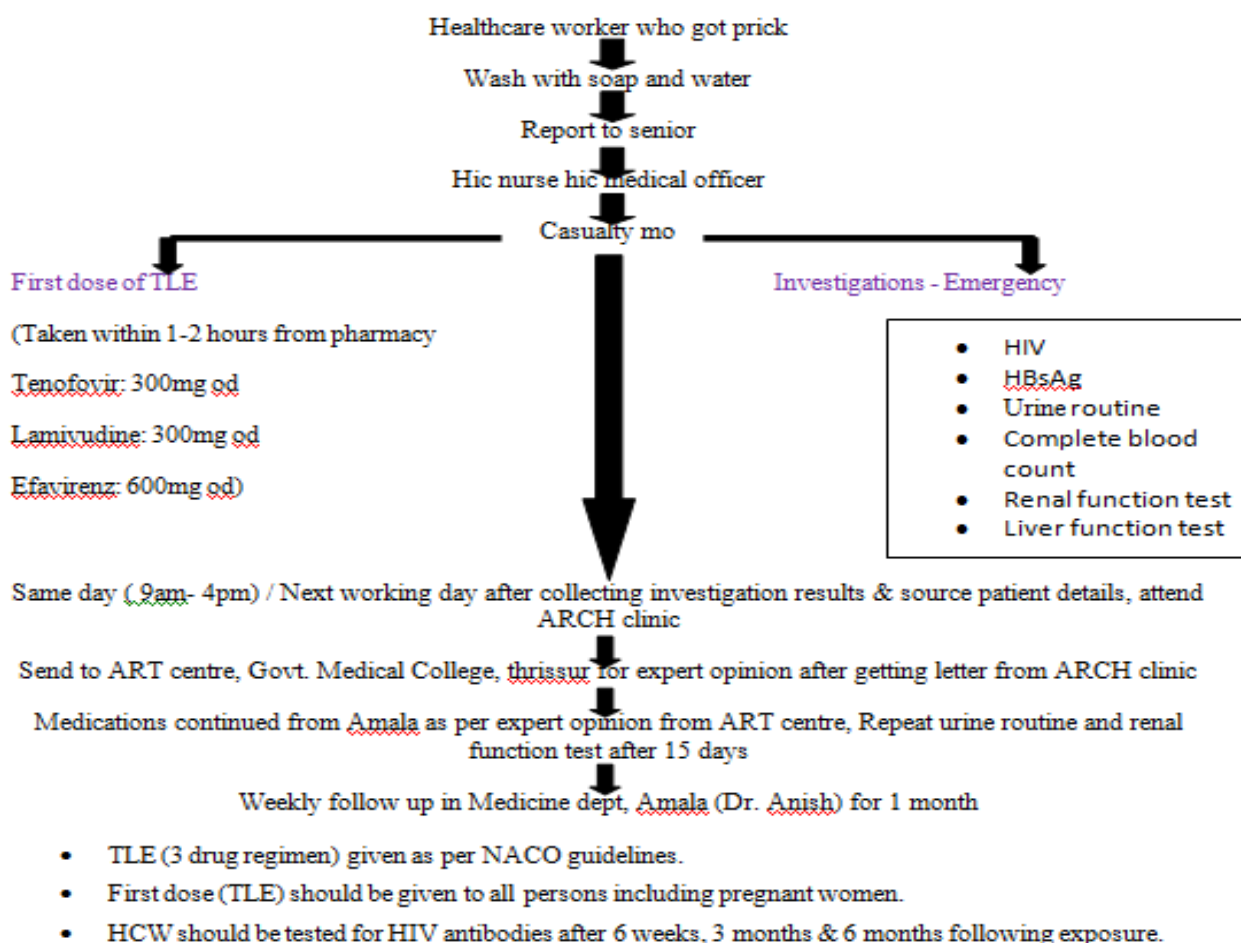 Healthcare worker who got prick
Wash with soap and water
Report to senior
Hic nurse hic medical officer
Casualty mo
First dose of TLE
(Taken within 1-2 hours from pharmacy
Tenofovir: 300mg od
Lamivudine: 300mg od
Efavirenz: 600mg od)
Investigations - Emergency
• HIV
• HBsAg
• Urine routine
• Complete blood
count
• Renal function test
• Liver function test
Same day ( 9am- 4pm) / Next working day after collecting investigation results & source patient details, attend
ARCH clinic
Send to ART centre, Govt. Medical College, thrissur for expert opinion after getting letter from ARCH clinic
Medications continued from Amala as per expert opinion from ART centre, Repeat urine routine and renal
function test after 15 days
Weekly follow up in Medicine dept, Amala (Dr. Anish) for 1 month
• TLE (3 drug regimen) given as per NACO guidelines.
• First dose (TLE) should be given to all persons including pregnant women.
• HCW should be tested for HIV antibodies after 6 weeks, 3 months & 6 months following exposure.